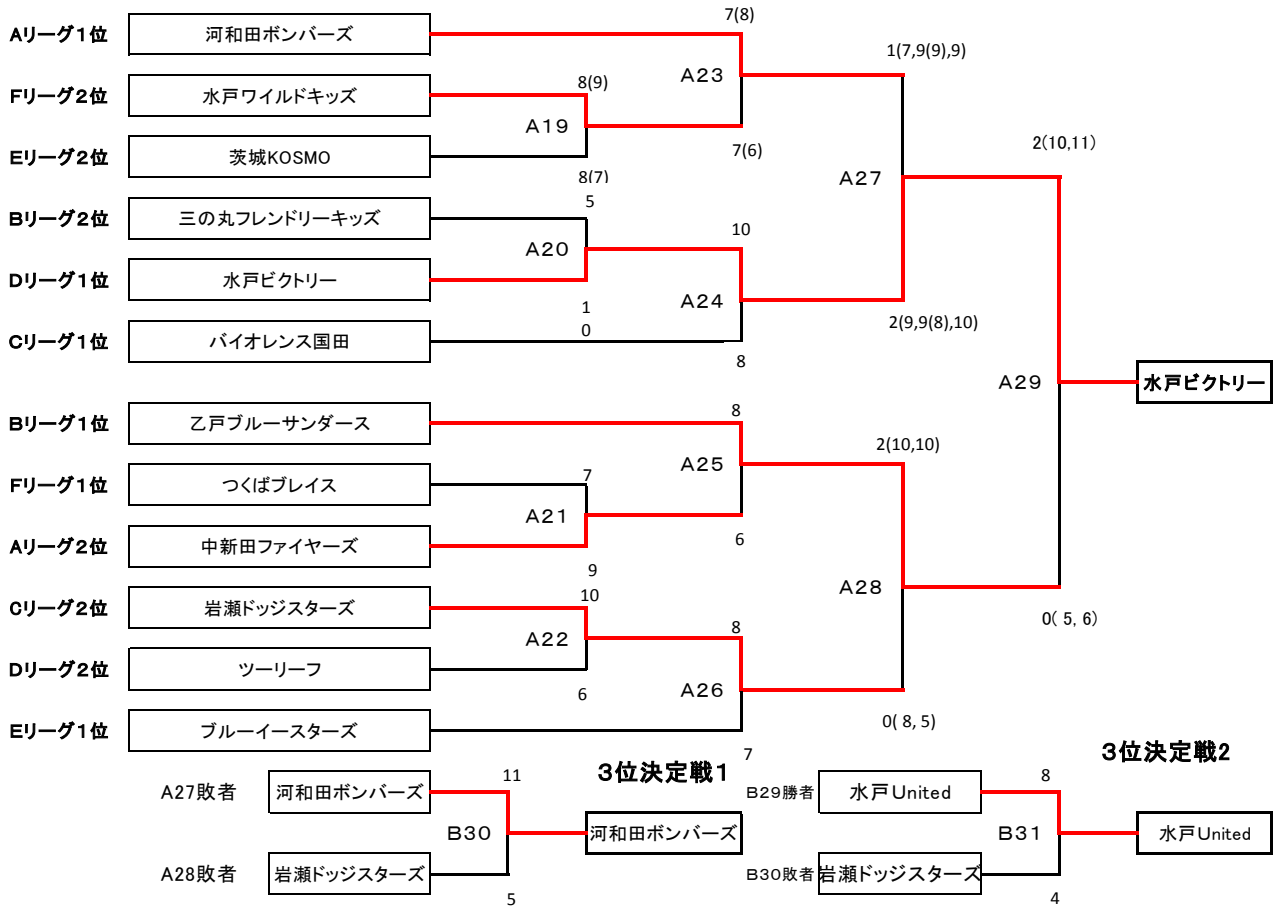 7(8)
Aリーグ1位 河和田ボンバーズ
1(7,9(9),9)
A23
8(9)
Fリーグ2位 水戸ワイルドキッズ
A19
2(10,11)
7(6)
Eリーグ2位 茨城KOSMO
8(7)
A27
5
Bリーグ2位 三の丸フレンドリーキッズ
10
A20
Dリーグ1位 水戸ビクトリー
A24
1
0
2(9,9(8),10)
Cリーグ1位 バイオレンス国田
8
A29
水戸ビクトリー
8
Bリーグ1位 乙戸ブルーサンダース
2(10,10)
A25
7
Fリーグ1位 つくばブレイス
A21
6
Aリーグ2位 中新田ファイヤーズ
9
A28
10
Cリーグ2位 岩瀬ドッジスターズ
0( 5, 6)
8
A22
Dリーグ2位 ツーリーフ
6
A26
0( 8, 5)
Eリーグ1位 ブルーイースターズ
7
3位決定戦1
3位決定戦2
11
8
A27敗者 河和田ボンバーズ
B29勝者 水戸United
B30
河和田ボンバーズ
B31
水戸United
A28敗者 岩瀬ドッジスターズ
B30敗者 岩瀬ドッジスターズ
5
4